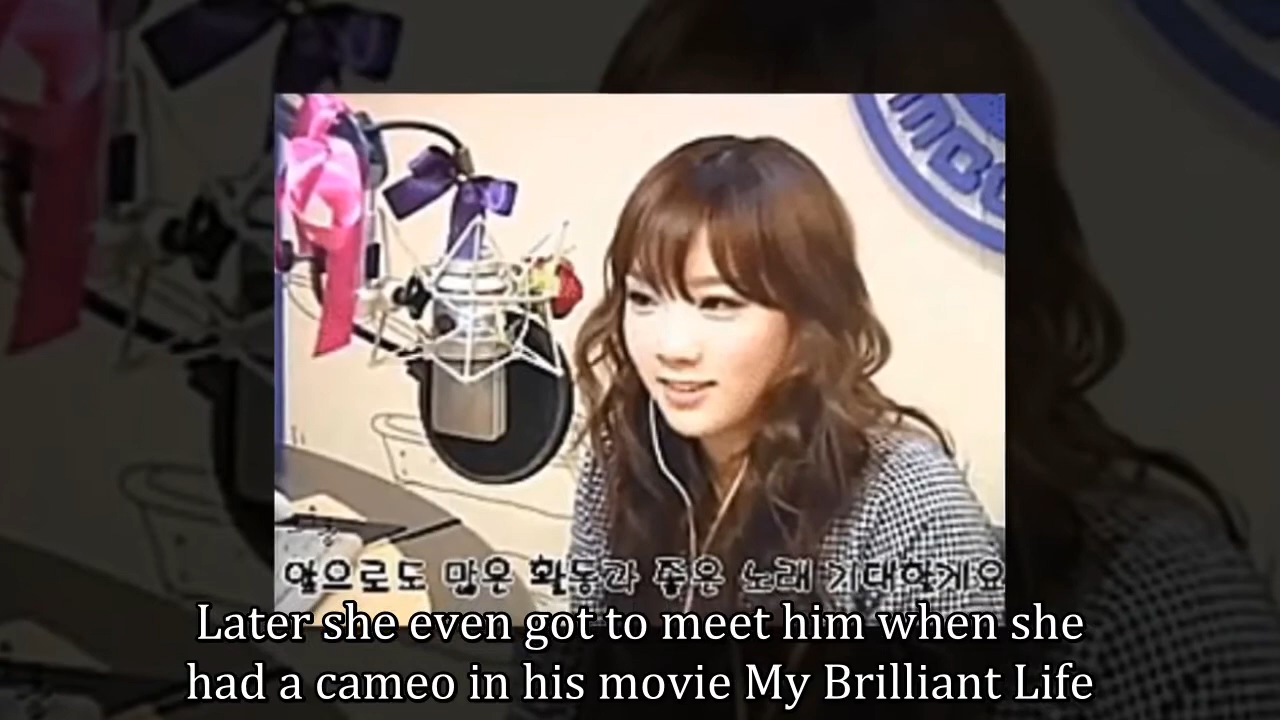 MBC
앞으로도 많은 활동과 좋은 노래 기대할게요
Later she even got to meet him when she
had a cameo in his movie My Brilliant Life